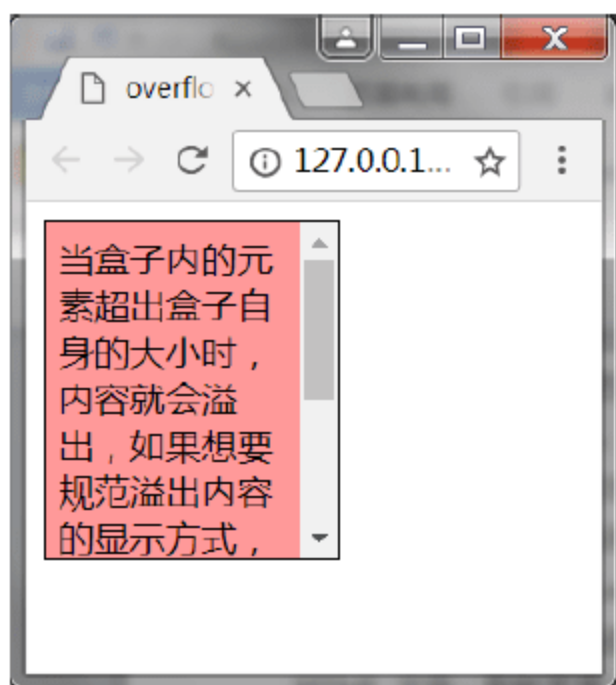 overflo
127.0.0.1...
当盒子内的元
素超出盒子自
身的大小时，
内容就会溢
出，如果想要
规范溢出内容
的显示方式，